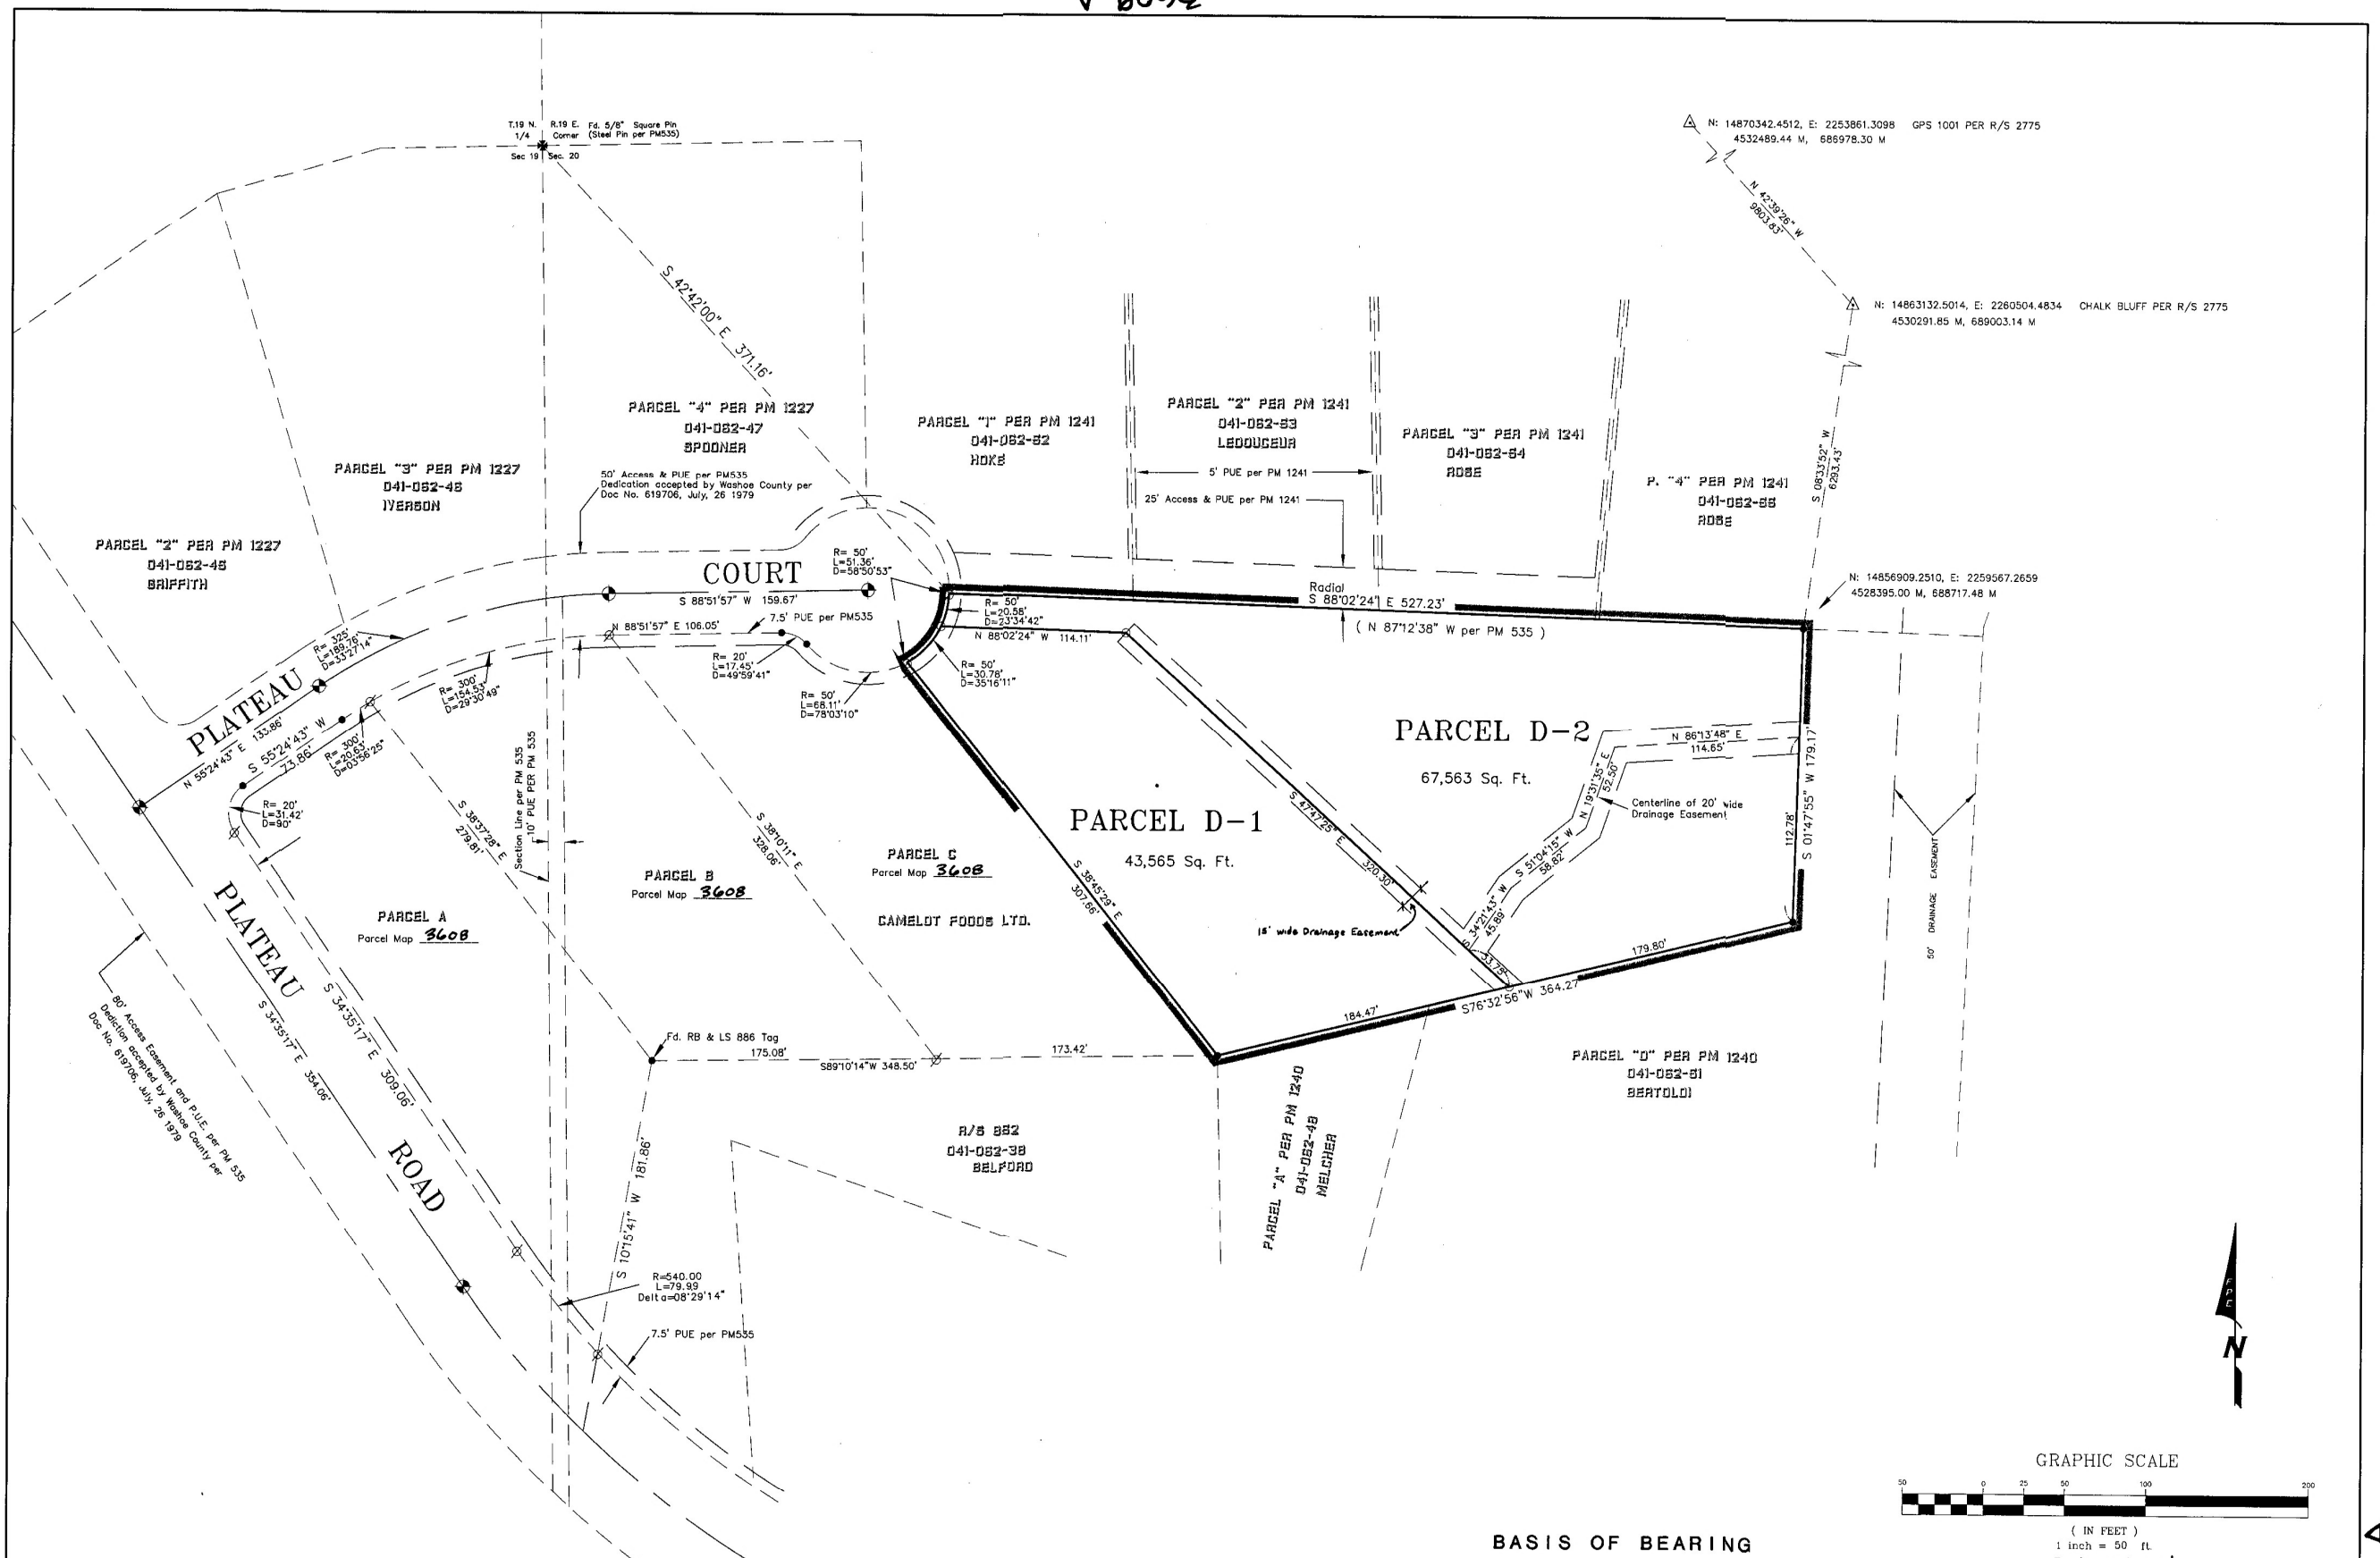 T.19 N. R.19 E. Fd. 5/8" Square Pin
1/4 Corner (Steel Pin per PM535)
Sec 19 Sec. 20
N: 14870342.4512, E: 2253861.3098 GPS 1001 PER R/S 2775
4532489.44 M, 686978.30 M
N 42°39'26" W
9803.83'
N: 14863132.5014, E: 2260504.4834 CHALK BLUFF PER R/S 2775
4530291.85 M, 689003.14 M
S 08°33'52" W
6293.43'
S 42°42'00" E 371.16'
PARCEL "4" PER PM 1227
041-062-47
SPOONER
PARCEL "1" PER PM 1241
041-062-52
HOKE
PARCEL "2" PER PM 1241
041-062-53
LEDOUCEUR
PARCEL "3" PER PM 1241
041-062-54
ROSE
P. "4" PER PM 1241
041-062-55
ROSE
5' PUE per PM 1241
25' Access & PUE per PM 1241
PARCEL "3" PER PM 1227
041-062-46
IVERSON
50' Access & PUE per PM535
Dedication accepted by Washoe County per
Doc No. 619706, July, 26 1979
PARCEL "2" PER PM 1227
041-062-45
GRIFFITH
COURT
S 88°51'57" W 159.67'
N 88°51'57" E 106.05'
7.5' PUE per PM535
R= 50'
L=51.36'
D=58°50'53"
R= 50'
L=20.58'
D=23°34'42"
N 88°02'24" W 114.11'
R= 50'
L=30.78'
D=35°16'11"
R= 20'
L=17.45'
D=49°59'41"
R= 50'
L=68.11'
D=78°03'10"
Radial
S 88°02'24" E 527.23'
( N 87°12'38" W per PM 535 )
N: 14856909.2510, E: 2259567.2659
4528395.00 M, 688717.48 M
R= 325'
L=189.76'
D=33°27'14"
R= 300'
L=154.53'
D=29°30'49"
PLATEAU
N 55°24'43" E 133.86'
S 55°24'43" W
73.86'
R= 300'
L=20.63'
D=03°56'25"
R= 20'
L=31.42'
D=90°
S 38°37'28" E
279.81'
Section Line per PM 535
10' PUE PER PM 535
S 38°10'11" E
328.06'
PARCEL D-2
67,563 Sq. Ft.
N 86°13'48" E
114.65'
N 19°31'35" E
52.50'
Centerline of 20' wide
Drainage Easement
S 51°04'15" W
58.82'
S 34°21'43" W
45.89'
33.75'
S 01°47'55" W 179.17'
112.78'
PARCEL D-1
43,565 Sq. Ft.
S 47°47'25" E
320.30'
15' wide Drainage Easement
S 38°45'29" E
307.66'
PARCEL C
Parcel Map 3608
CAMELOT FOODS LTD.
PARCEL B
Parcel Map 3608
PARCEL A
Parcel Map 3608
50' DRAINAGE EASEMENT
179.80'
S76°32'56"W 364.27'
184.47'
PLATEAU
ROAD
S 34°35'17" E 354.06'
S 34°35'17" E 309.06'
80' Access Easement and P.U.E. per PM 535
Dediction accepted by Washoe County per
Doc No. 619706, July, 26 1979
Fd. RB & LS 886 Tag
175.08'
S89°10'14"W 348.50'
173.42'
PARCEL "D" PER PM 1240
041-062-51
BERTOLDI
PARCEL "A" PER PM 1240
041-062-48
MELCHER
R/S 882
041-062-38
BELFORD
S 10°15'41" W 181.86'
R=540.00
L=79.99
Delta=08°29'14"
7.5' PUE per PM535
F P E
N
GRAPHIC SCALE
50 0 25 50 100 200
( IN FEET )
1 inch = 50 ft.
BASIS OF BEARING